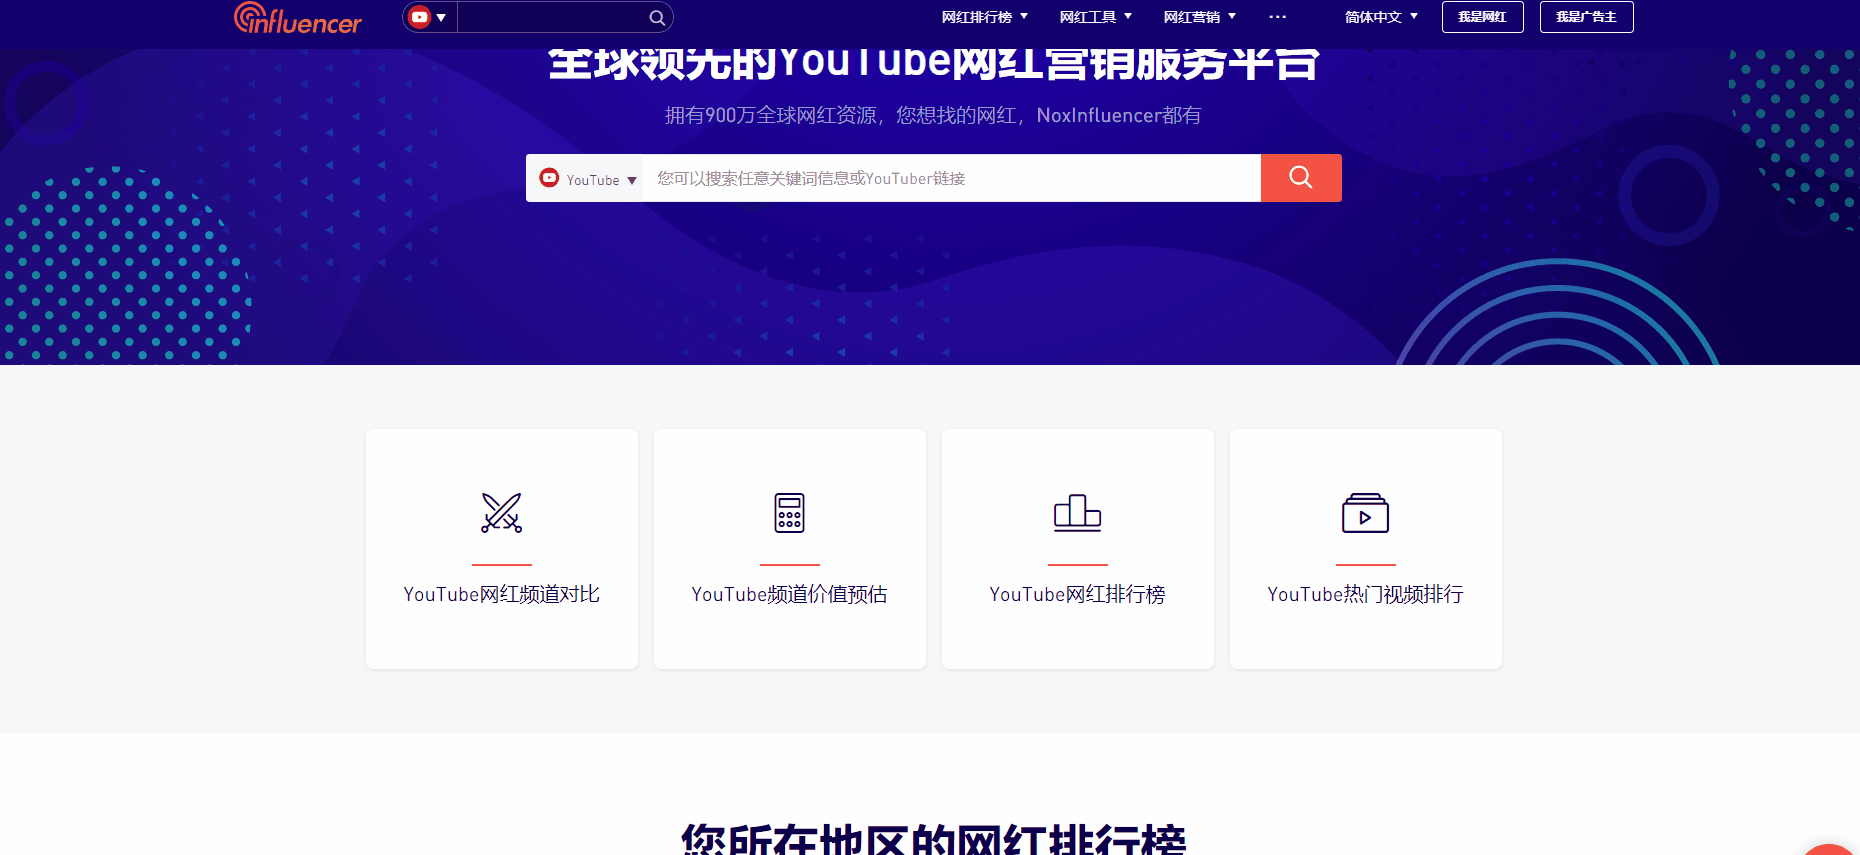 influencer
网红排行榜 网红工具 网红营销 ··· 简体中文 我是网红 我是广告主
全球领先的YouTube网红营销服务平台
拥有900万全球网红资源，您想找的网红，NoxInfluencer都有
YouTube 您可以搜索任意关键词信息或YouTuber链接
YouTube网红频道对比
YouTube频道价值预估
YouTube网红排行榜
YouTube热门视频排行
您所在地区的网红排行榜